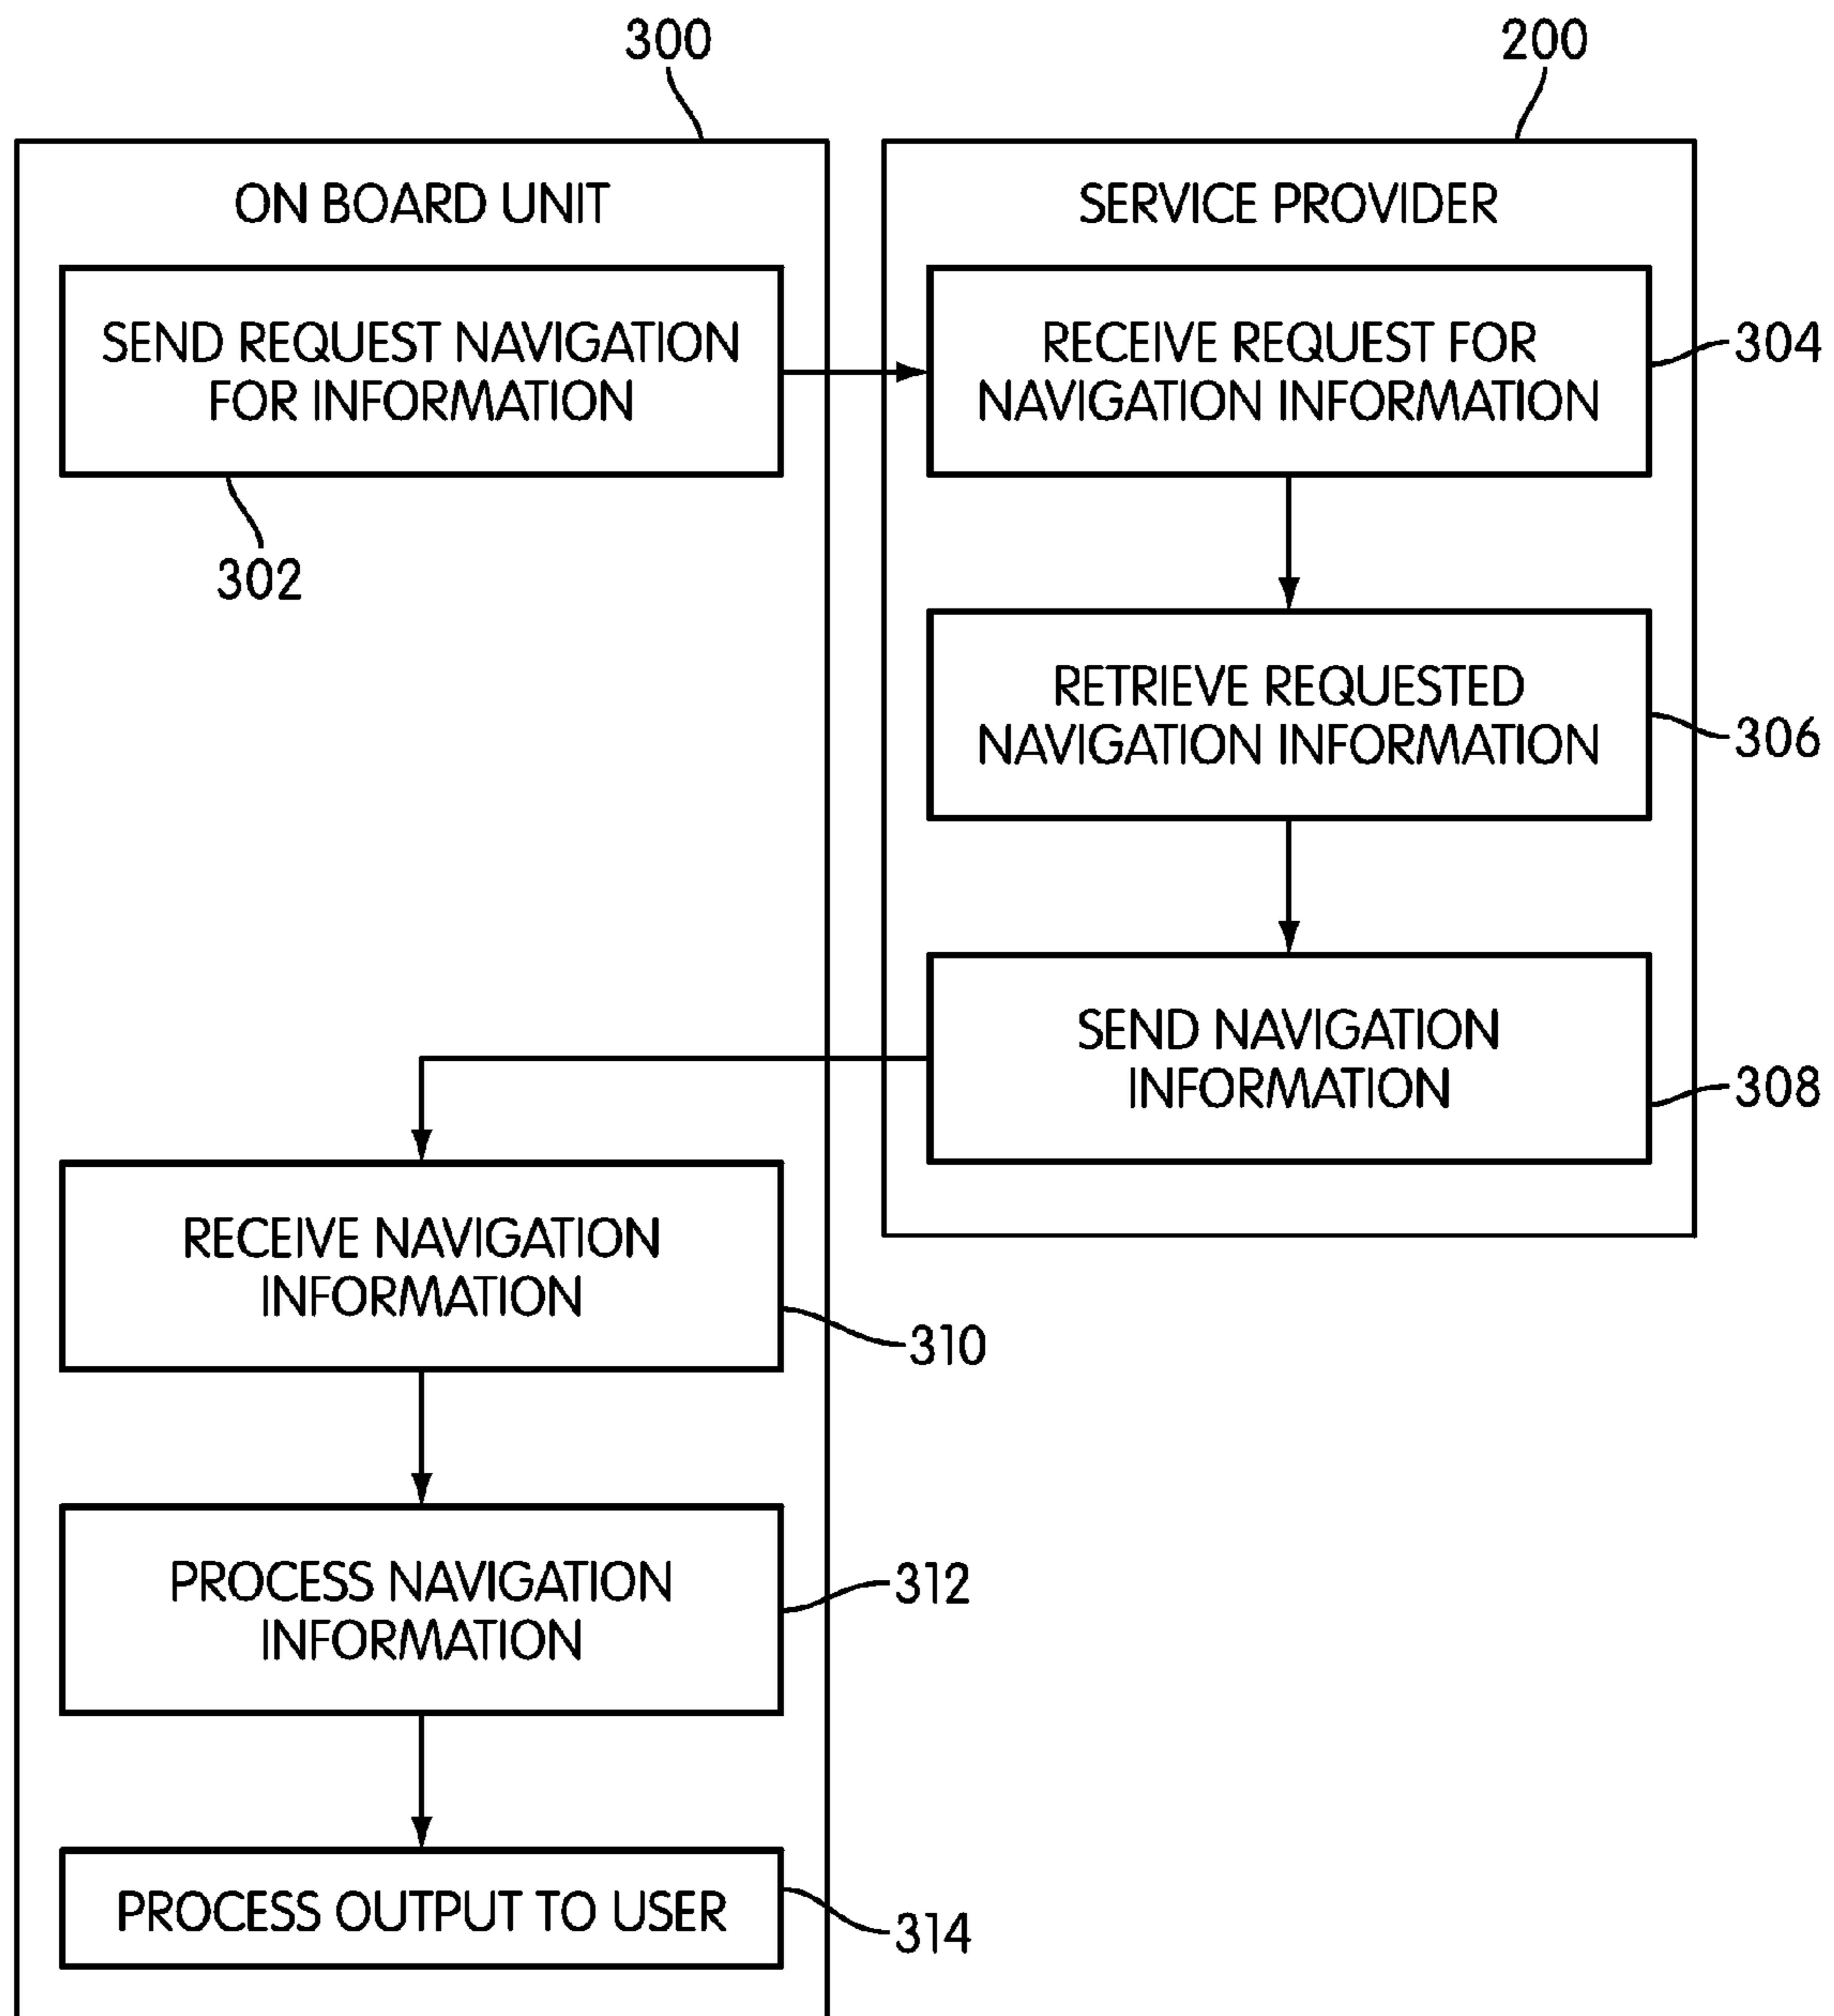 300
200
ON BOARD UNIT
SERVICE PROVIDER
SEND REQUEST NAVIGATION
FOR INFORMATION
302
RECEIVE REQUEST FOR
NAVIGATION INFORMATION
304
RETRIEVE REQUESTED
NAVIGATION INFORMATION
306
SEND NAVIGATION
INFORMATION
308
RECEIVE NAVIGATION
INFORMATION
310
PROCESS NAVIGATION
INFORMATION
312
PROCESS OUTPUT TO USER
314